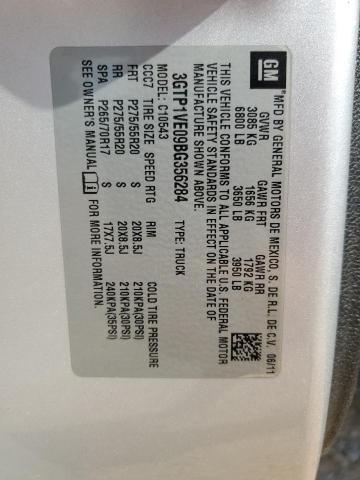 GM
MFD BY GENERAL MOTORS DE MEXICO, S. DE R.L. DE C.V. 06/11
GVWR GAWR FRT GAWR RR
3085 KG 1656 KG 1792 KG
6800 LB 3650 LB 3950 LB
THIS VEHICLE CONFORMS TO ALL APPLICABLE U.S. FEDERAL MOTOR
VEHICLE SAFETY STANDARDS IN EFFECT ON THE DATE OF
MANUFACTURE SHOWN ABOVE.
3GTP1VE09BG356284 TYPE: TRUCK
MODEL: C10543
CCC7 TIRE SIZE SPEED RTG RIM COLD TIRE PRESSURE
FRT P275/55R20 S 20X8.5J 210KPA(30PSI)
RR P275/55R20 S 20X8.5J 210KPA(30PSI)
SPA P265/70R17 S 17X7.5J 240KPA(35PSI)
SEE OWNER'S MANUAL FOR MORE INFORMATION.